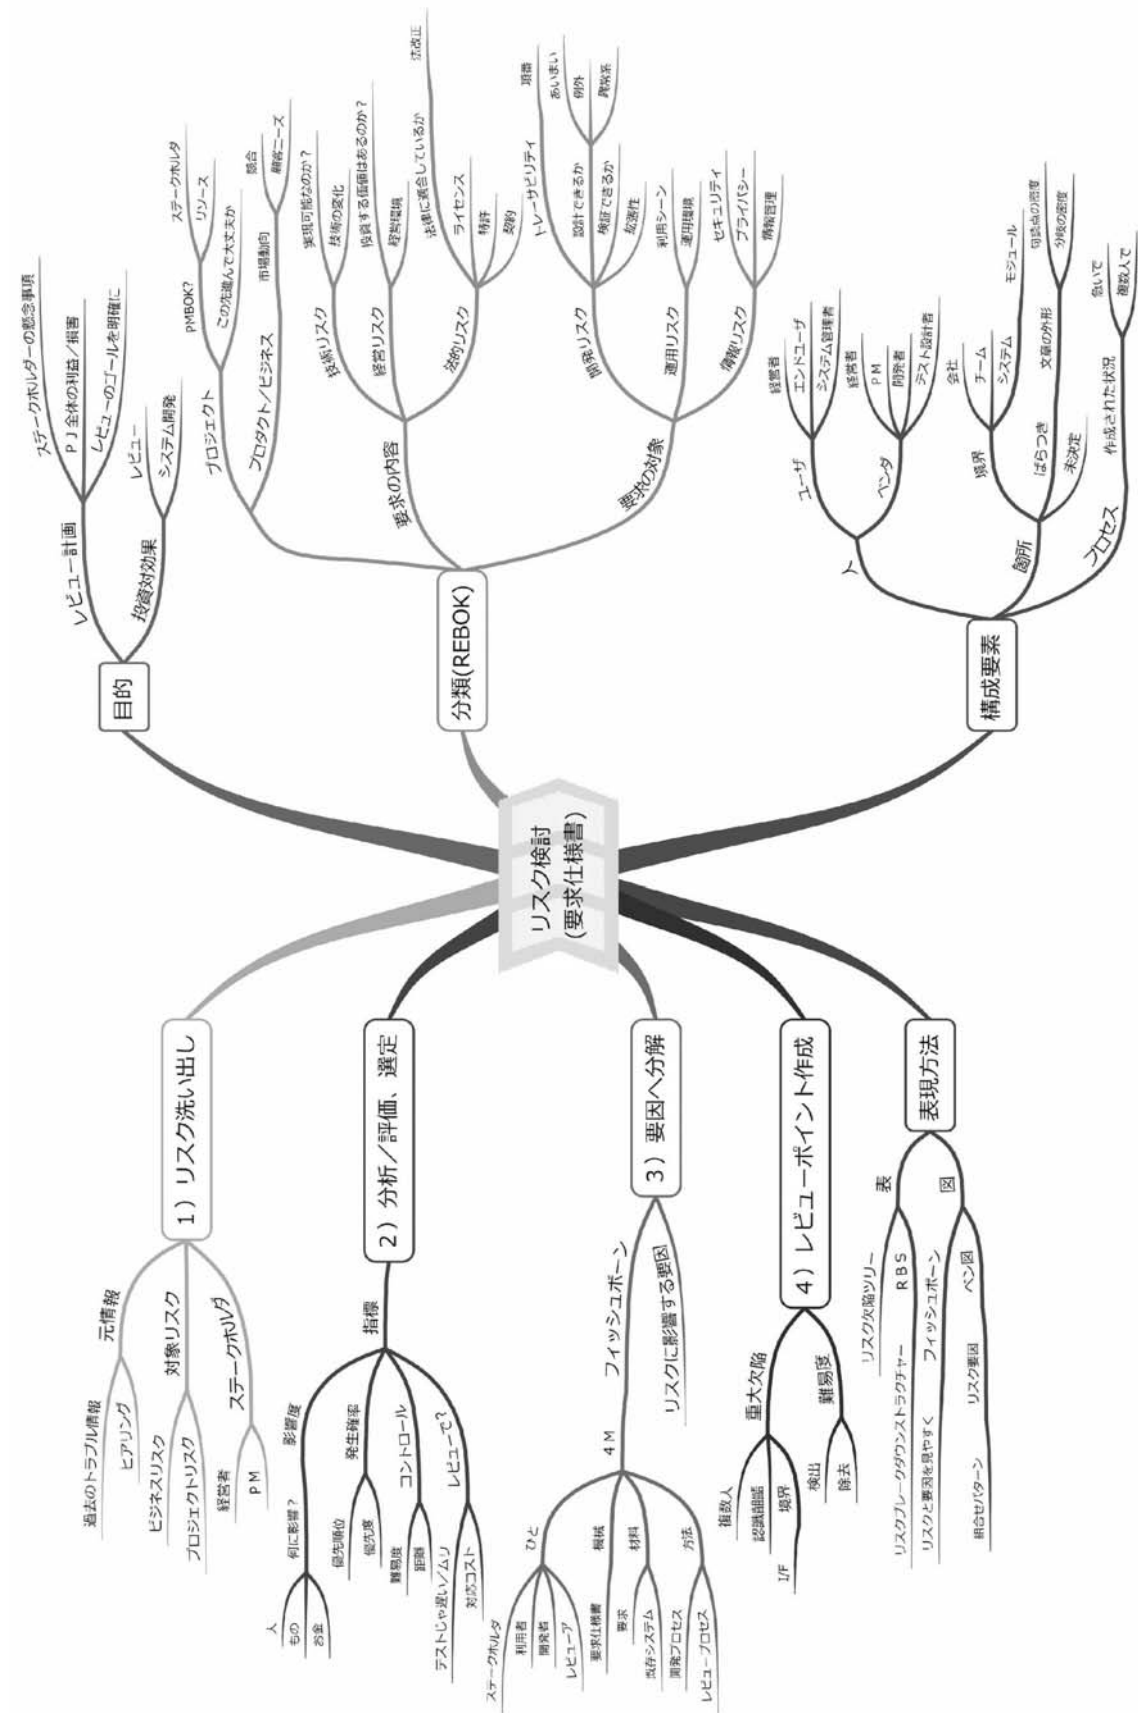 リスク検討
(要求仕様書)
目的
レビュー計画
ステークホルダーの懸念事項
PJ全体の利益／損害
レビューのゴールを明確に
投資対効果
レビュー
システム開発
分類(REBOK)
プロジェクト
PMBOK?
ステークホルダ
リソース
この先進んで大丈夫か
プロダクト／ビジネス
市場動向
競合
顧客ニーズ
要求の内容
技術リスク
実現可能なのか？
技術の変化
経営リスク
投資する価値はあるのか？
経営環境
法的リスク
法律に適合しているか
法改正
ライセンス
特許
契約
要求の対象
開発リスク
トレーサビリティ
項番
設計できるか
あいまい
例外
異常系
検証できるか
拡張性
運用リスク
利用シーン
運用環境
情報リスク
セキュリティ
プライバシー
情報管理
構成要素
人
ユーザ
経営者
エンドユーザ
システム管理者
ベンダ
経営者
PM
開発者
テスト設計者
箇所
境界
会社
チーム
システム
モジュール
ばらつき
文章の外形
句読点の密度
分岐の密度
未決定
プロセス
作成された状況
急いで
複数人で
1）リスク洗い出し
元情報
過去のトラブル情報
ヒアリング
対象リスク
ビジネスリスク
プロジェクトリスク
ステークホルダ
経営者
PM
2）分析／評価、選定
指標
影響度
何に影響？
人
もの
お金
発生確率
優先順位
優先度
コントロール
難易度
距離
レビューで?
テストじゃ遅い／ムリ
対応コスト
3）要因へ分解
フィッシュボーン
4M
ひと
ステークホルダ
利用者
開発者
レビューア
機械
要求仕様書
材料
要求
既存システム
方法
開発プロセス
レビュープロセス
リスクに影響する要因
4）レビューポイント作成
重大欠陥
複数人
認識齟齬
境界
I/F
難易度
検出
除去
表現方法
表
リスク欠陥ツリー
RBS
リスクブレークダウンストラクチャー
図
フィッシュボーン
リスクと要因を見やすく
ベン図
リスク要因
組合せパターン